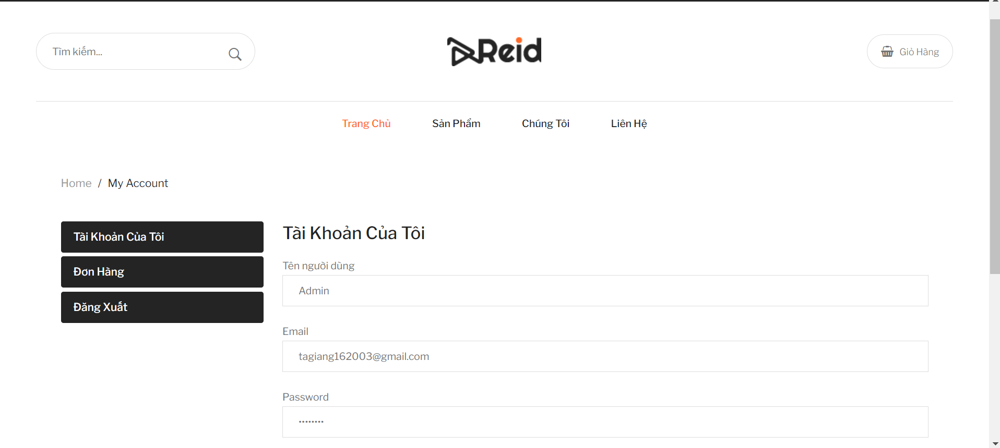 Tìm kiếm...
Reid
Giỏ Hàng
Trang Chủ
Sản Phẩm
Chúng Tôi
Liên Hệ
Home / My Account
Tài Khoản Của Tôi
Đơn Hàng
Đăng Xuất
Tài Khoản Của Tôi
Tên người dùng
Admin
Email
tagiang162003@gmail.com
Password
••••••••